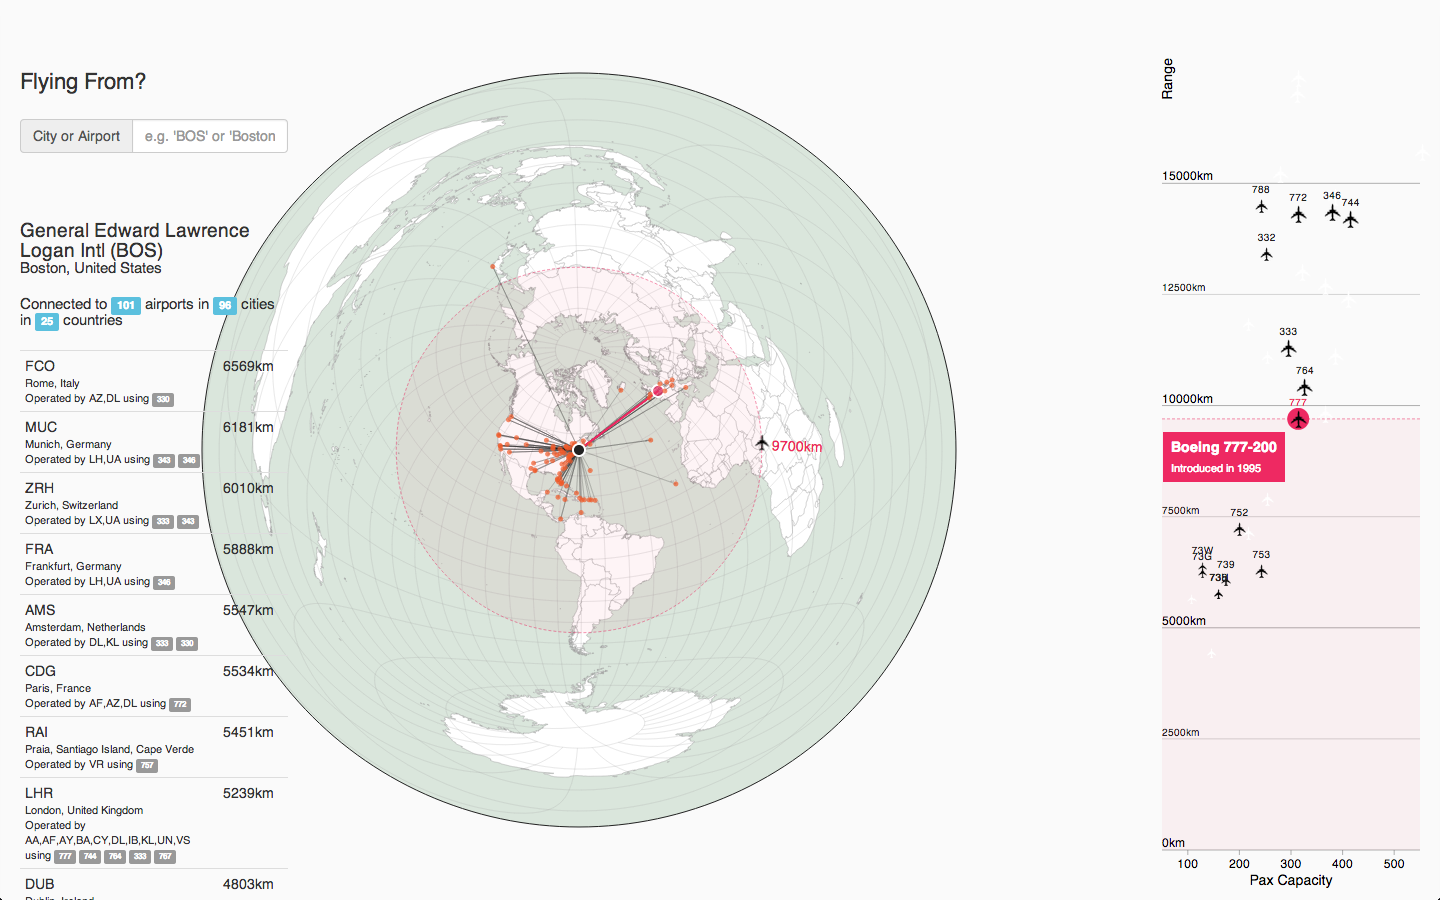 Flying From?
City or Airport
e.g. 'BOS' or 'Boston
General Edward Lawrence
Logan Intl (BOS)
Boston, United States
Connected to 101 airports in 96 cities
in 25 countries
FCO 6569km
Rome, Italy
Operated by AZ,DL using 330
MUC 6181km
Munich, Germany
Operated by LH,UA using 343 346
ZRH 6010km
Zurich, Switzerland
Operated by LX,UA using 333 343
FRA 5888km
Frankfurt, Germany
Operated by LH,UA using 346
AMS 5547km
Amsterdam, Netherlands
Operated by DL,KL using 333 330
CDG 5534km
Paris, France
Operated by AF,AZ,DL using 772
RAI 5451km
Praia, Santiago Island, Cape Verde
Operated by VR using 757
LHR 5239km
London, United Kingdom
Operated by
AA,AF,AY,BA,CY,DL,IB,KL,UN,VS
using 777 744 764 333 767
DUB 4803km
9700km
Range
15000km
788
772
346
744
332
12500km
333
764
10000km
777
Boeing 777-200
Introduced in 1995
7500km
752
73W
73G
739
753
5000km
2500km
0km
100 200 300 400 500
Pax Capacity